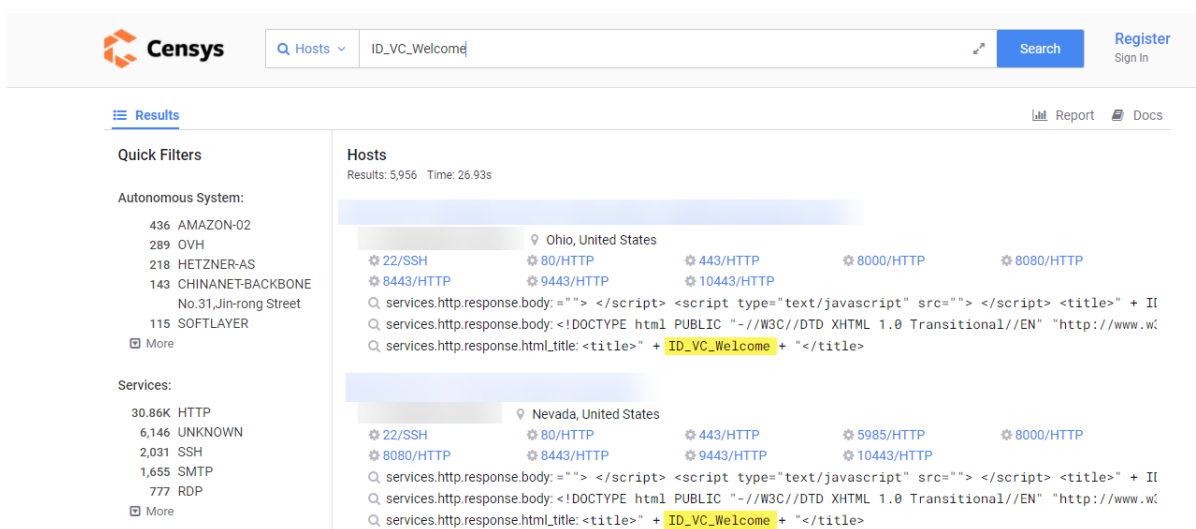 Censys
Hosts
ID_VC_Welcome
Search
Register
Sign In
Results
Report
Docs
Quick Filters
Autonomous System:
436 AMAZON-02
289 OVH
218 HETZNER-AS
143 CHINANET-BACKBONE
No.31,Jin-rong Street
115 SOFTLAYER
More
Services:
30.86K HTTP
6,146 UNKNOWN
2,031 SSH
1,655 SMTP
777 RDP
More
Hosts
Results: 5,956 Time: 26.93s
Ohio, United States
22/SSH 80/HTTP 443/HTTP 8000/HTTP 8080/HTTP
8443/HTTP 9443/HTTP 10443/HTTP
services.http.response.body: =""> </script> <script type="text/javascript" src=""> </script> <title>" + ID
services.http.response.body: <!DOCTYPE html PUBLIC "-//W3C//DTD XHTML 1.0 Transitional//EN" "http://www.w3
services.http.response.html_title: <title>" + ID_VC_Welcome + "</title>
Nevada, United States
22/SSH 80/HTTP 443/HTTP 5985/HTTP 8000/HTTP
8080/HTTP 8443/HTTP 9443/HTTP 10443/HTTP
services.http.response.body: =""> </script> <script type="text/javascript" src=""> </script> <title>" + ID
services.http.response.body: <!DOCTYPE html PUBLIC "-//W3C//DTD XHTML 1.0 Transitional//EN" "http://www.w3
services.http.response.html_title: <title>" + ID_VC_Welcome + "</title>